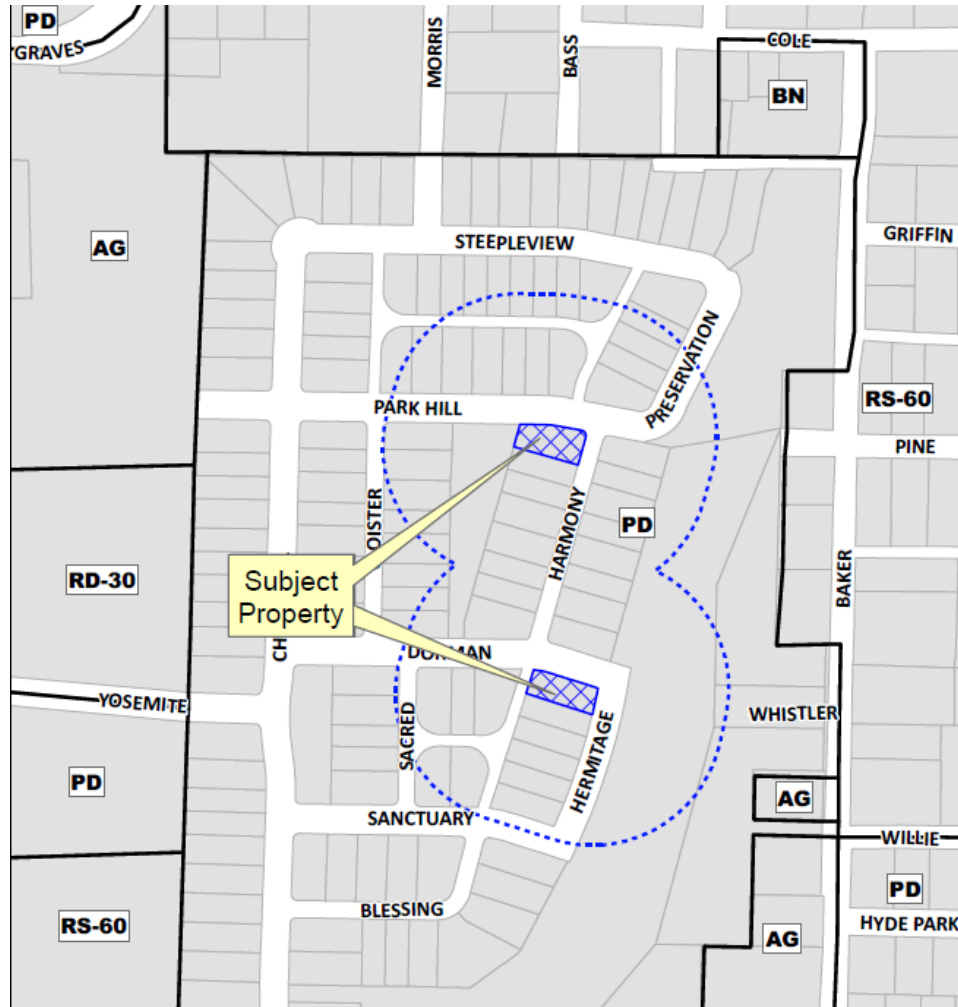 PD
GRAVES
MORRIS
BASS
COLE
BN
AG
GRIFFIN
STEEPLEVIEW
PRESERVATION
RS-60
PARK HILL
PINE
OISTER
HARMONY
PD
RD-30
BAKER
Subject
Property
CH
DORMAN
YOSEMITE
SACRED
HERMITAGE
WHISTLER
PD
AG
SANCTUARY
WILLIE
PD
BLESSING
RS-60
AG
HYDE PARK